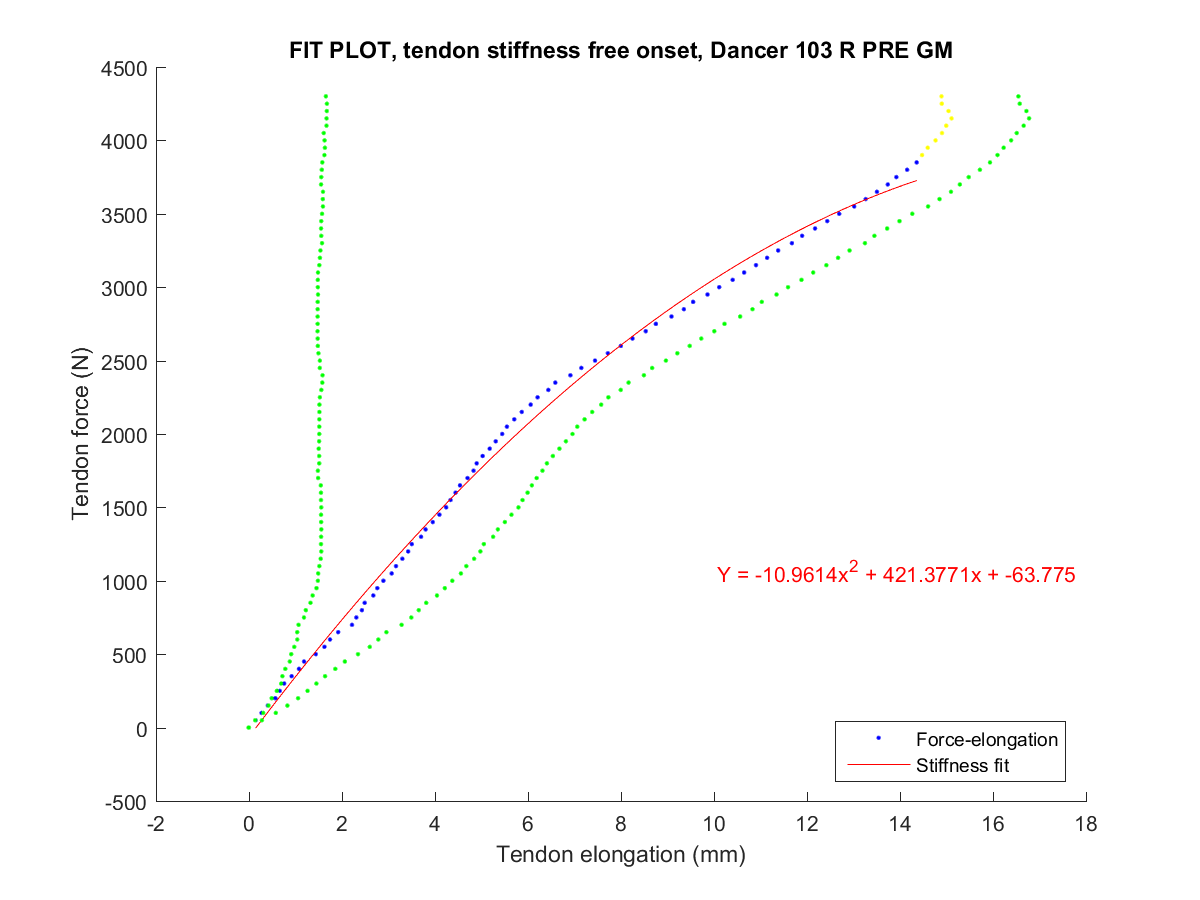 FIT PLOT, tendon stiffness free onset, Dancer 103 R PRE GM
4500
4000
3500
3000
2500
2000
1500
1000
500
0
-500
Tendon force (N)
Y = -10.9614x² + 421.3771x + -63.775
Force-elongation
Stiffness fit
-2 0 2 4 6 8 10 12 14 16 18
Tendon elongation (mm)